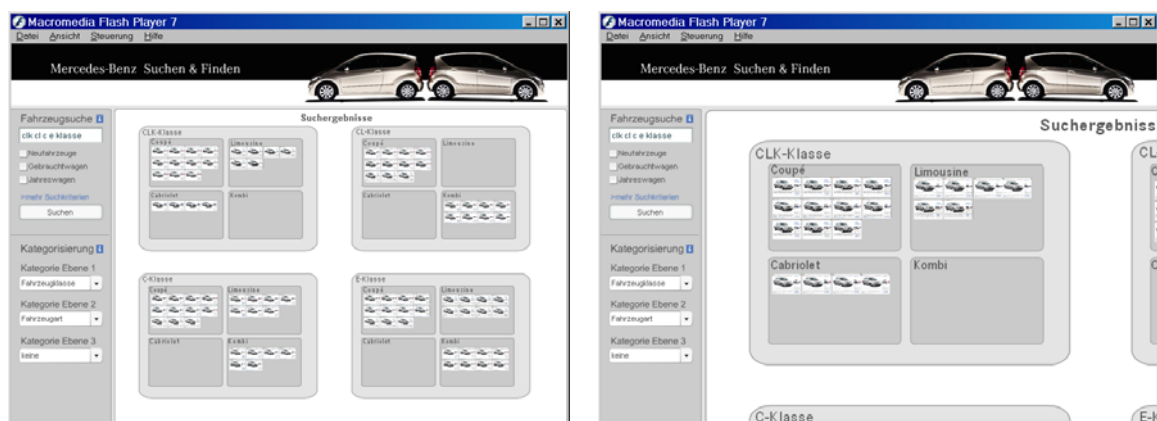 Macromedia Flash Player 7
Datei Ansicht Steuerung Hilfe
Mercedes-Benz Suchen & Finden
Fahrzeugsuche
clk cl c e klasse
Neufahrzeuge
Gebrauchtwagen
Jahreswagen
>mehr Suchkriterien
Suchen
Kategorisierung
Kategorie Ebene 1
Fahrzeugklasse
Kategorie Ebene 2
Fahrzeugart
Kategorie Ebene 3
keine
Suchergebnisse
CLK-Klasse
Coupé Limousine
Cabriolet Kombi
CL-Klasse
Coupé Limousine
Cabriolet Kombi
C-Klasse
Coupé Limousine
Cabriolet Kombi
E-Klasse
Coupé Limousine
Cabriolet Kombi
Macromedia Flash Player 7
Datei Ansicht Steuerung Hilfe
Mercedes-Benz Suchen & Finden
Fahrzeugsuche
clk cl c e klasse
Neufahrzeuge
Gebrauchtwagen
Jahreswagen
>mehr Suchkriterien
Suchen
Kategorisierung
Kategorie Ebene 1
Fahrzeugklasse
Kategorie Ebene 2
Fahrzeugart
Kategorie Ebene 3
keine
Suchergebniss
CLK-Klasse
Coupé Limousine
Cabriolet Kombi
CL-
C
C
C-Klasse
E-K